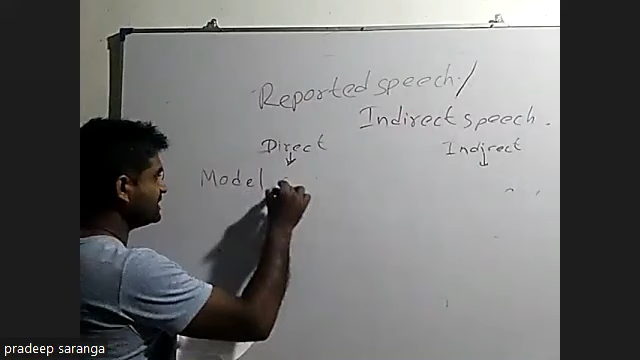 Reported speech. /
Indirect speech.
Direct Indirect
Model
pradeep saranga